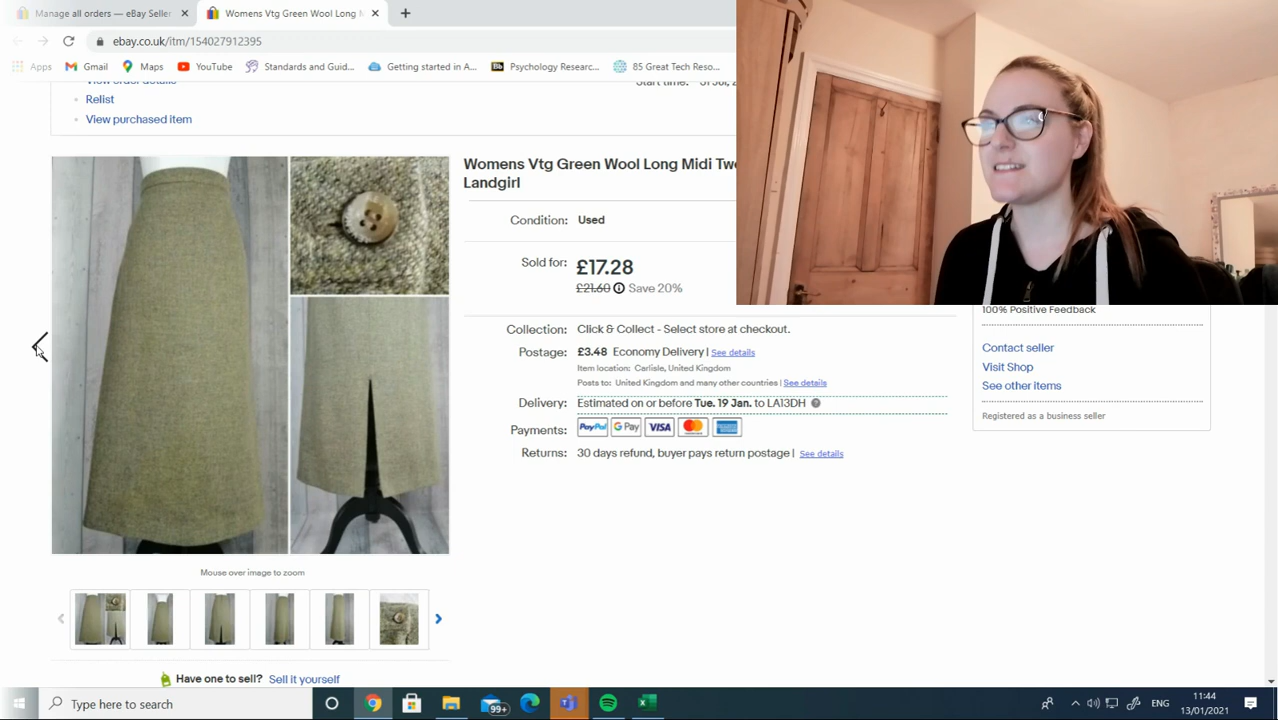 Manage all orders — eBay Seller
Womens Vtg Green Wool Long M
ebay.co.uk/itm/154027912395
Apps
Gmail
Maps
YouTube
Standards and Guid...
Getting started in A...
Psychology Researc...
85 Great Tech Reso...
View order details
Start time:
Relist
View purchased item
Womens Vtg Green Wool Long Midi Twe
Landgirl
Condition: Used
Sold for: £17.28
£21.60 Save 20%
100% Positive Feedback
Collection: Click & Collect - Select store at checkout.
Postage: £3.48 Economy Delivery | See details
Item location: Carlisle, United Kingdom
Posts to: United Kingdom and many other countries | See details
Delivery: Estimated on or before Tue. 19 Jan. to LA13DH
Payments: PayPal G Pay VISA
Returns: 30 days refund, buyer pays return postage | See details
Contact seller
Visit Shop
See other items
Registered as a business seller
Mouse over image to zoom
Have one to sell? Sell it yourself
Type here to search
99+
ENG
11:44
13/01/2021